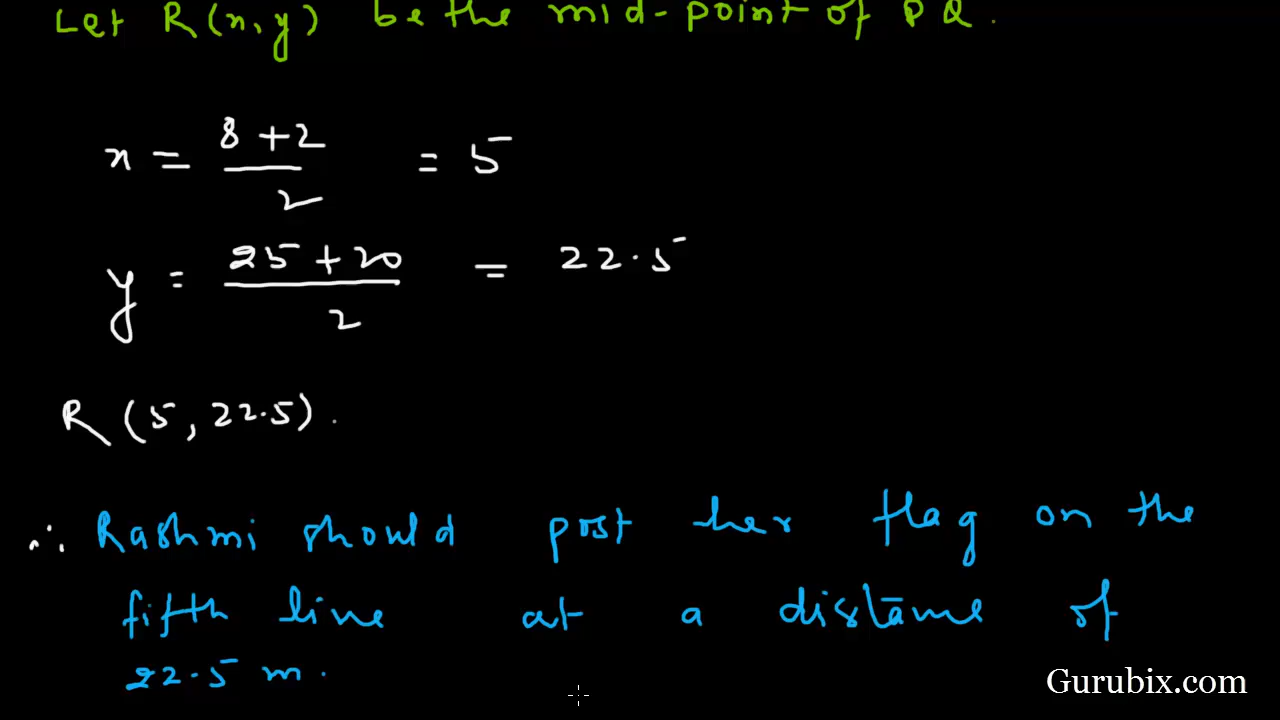 Let R(x,y) be the mid-point of PQ.
x = 8+2/2 = 5
y = 25+20/2 = 22.5
R (5, 22.5).
∴ Rashmi should post her flag on the
fifth line at a distance of
22.5 m.
Gurubix.com